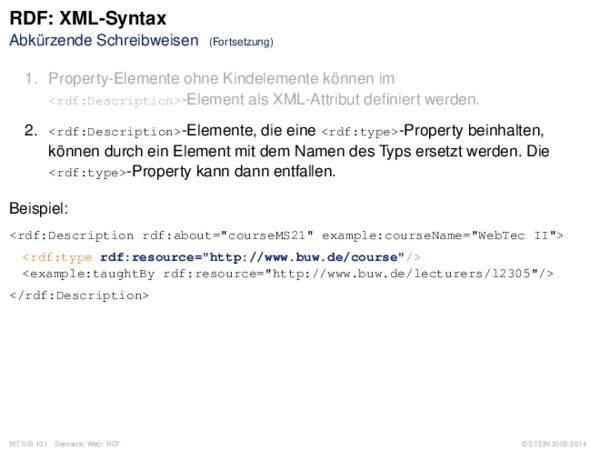 RDF: XML-Syntax
Abkürzende Schreibweisen (Fortsetzung)
1. Property-Elemente ohne Kindelemente können im
<rdf:Description>-Element als XML-Attribut definiert werden.
2. <rdf:Description>-Elemente, die eine <rdf:type>-Property beinhalten,
können durch ein Element mit dem Namen des Typs ersetzt werden. Die
<rdf:type>-Property kann dann entfallen.
Beispiel:
<rdf:Description rdf:about="courseMS21" example:courseName="WebTec II">
<rdf:type rdf:resource="http://www.buw.de/course"/>
<example:taughtBy rdf:resource="http://www.buw.de/lecturers/l2305"/>
</rdf:Description>
WT:VIII-101 Semantic Web: RDF © STEIN 2005-2014